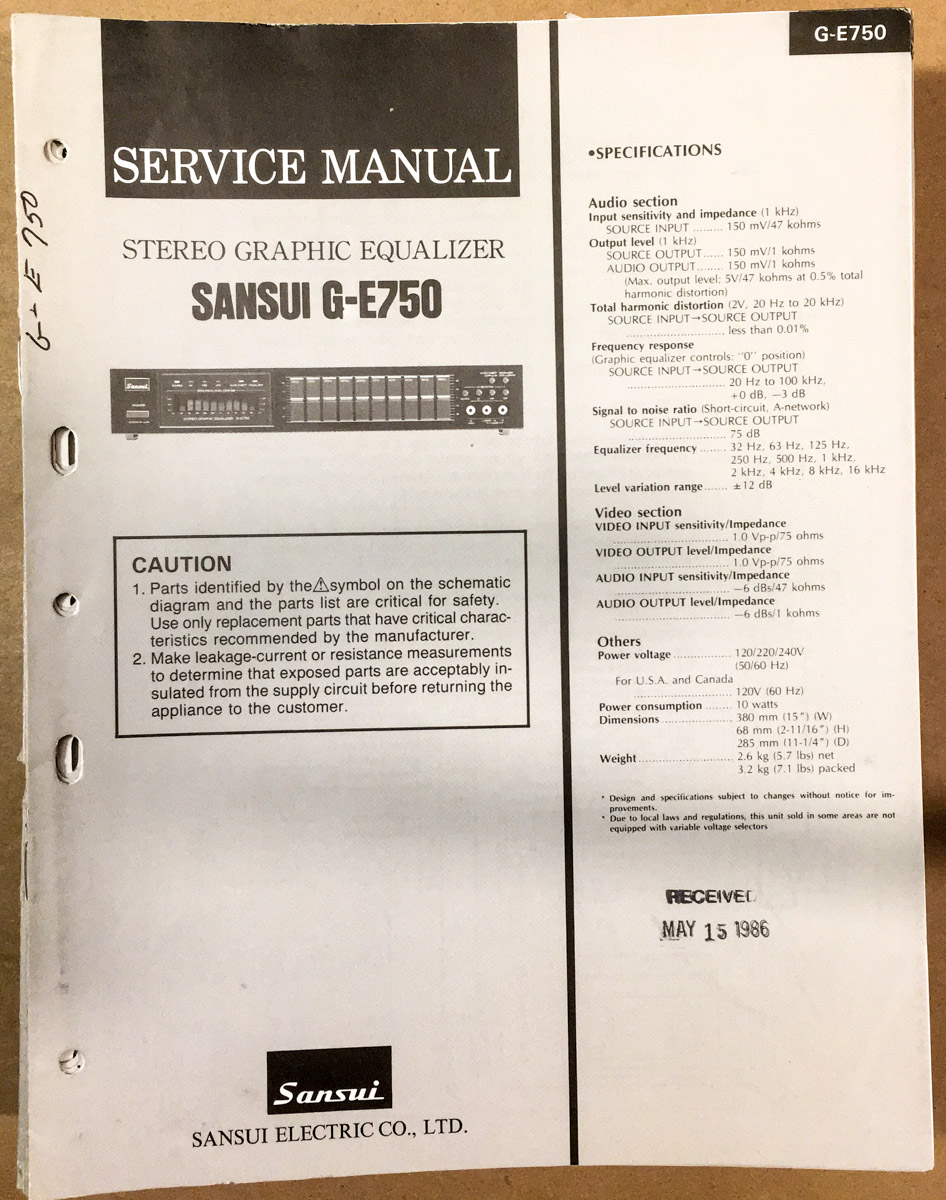 G-E750
G-E 750
SERVICE MANUAL
STEREO GRAPHIC EQUALIZER
SANSUI G-E750
Sansui
CAUTION
1. Parts identified by the⚠symbol on the schematic
diagram and the parts list are critical for safety.
Use only replacement parts that have critical charac-
teristics recommended by the manufacturer.
2. Make leakage-current or resistance measurements
to determine that exposed parts are acceptably in-
sulated from the supply circuit before returning the
appliance to the customer.
Sansui
SANSUI ELECTRIC CO., LTD.
•SPECIFICATIONS
Audio section
Input sensitivity and impedance (1 kHz)
SOURCE INPUT ......... 150 mV/47 kohms
Output level (1 kHz)
SOURCE OUTPUT...... 150 mV/1 kohms
AUDIO OUTPUT........ 150 mV/1 kohms
(Max. output level; 5V/47 kohms at 0.5% total
harmonic distortion)
Total harmonic distortion (2V, 20 Hz to 20 kHz)
SOURCE INPUT→SOURCE OUTPUT
............................ less than 0.01%
Frequency response
(Graphic equalizer controls: "0" position)
SOURCE INPUT→SOURCE OUTPUT
............................ 20 Hz to 100 kHz,
+0 dB, −3 dB
Signal to noise ratio (Short-circuit, A-network)
SOURCE INPUT→SOURCE OUTPUT
............................ 75 dB
Equalizer frequency ....... 32 Hz, 63 Hz, 125 Hz,
250 Hz, 500 Hz, 1 kHz,
2 kHz, 4 kHz, 8 kHz, 16 kHz
Level variation range....... ±12 dB
Video section
VIDEO INPUT sensitivity/Impedance
................................. 1.0 Vp-p/75 ohms
VIDEO OUTPUT level/Impedance
................................. 1.0 Vp-p/75 ohms
AUDIO INPUT sensitivity/Impedance
................................. −6 dBs/47 kohms
AUDIO OUTPUT level/Impedance
................................. −6 dBs/1 kohms
Others
Power voltage ................. 120/220/240V
(50/60 Hz)
For U.S.A. and Canada
............................ 120V (60 Hz)
Power consumption ........ 10 watts
Dimensions .................... 380 mm (15") (W)
68 mm (2-11/16") (H)
285 mm (11-1/4") (D)
Weight........................... 2.6 kg (5.7 lbs) net
3.2 kg (7.1 lbs) packed
* Design and specifications subject to changes without notice for im-
provements.
* Due to local laws and regulations, this unit sold in some areas are not
equipped with variable voltage selectors
RECEIVED
MAY 15 1986